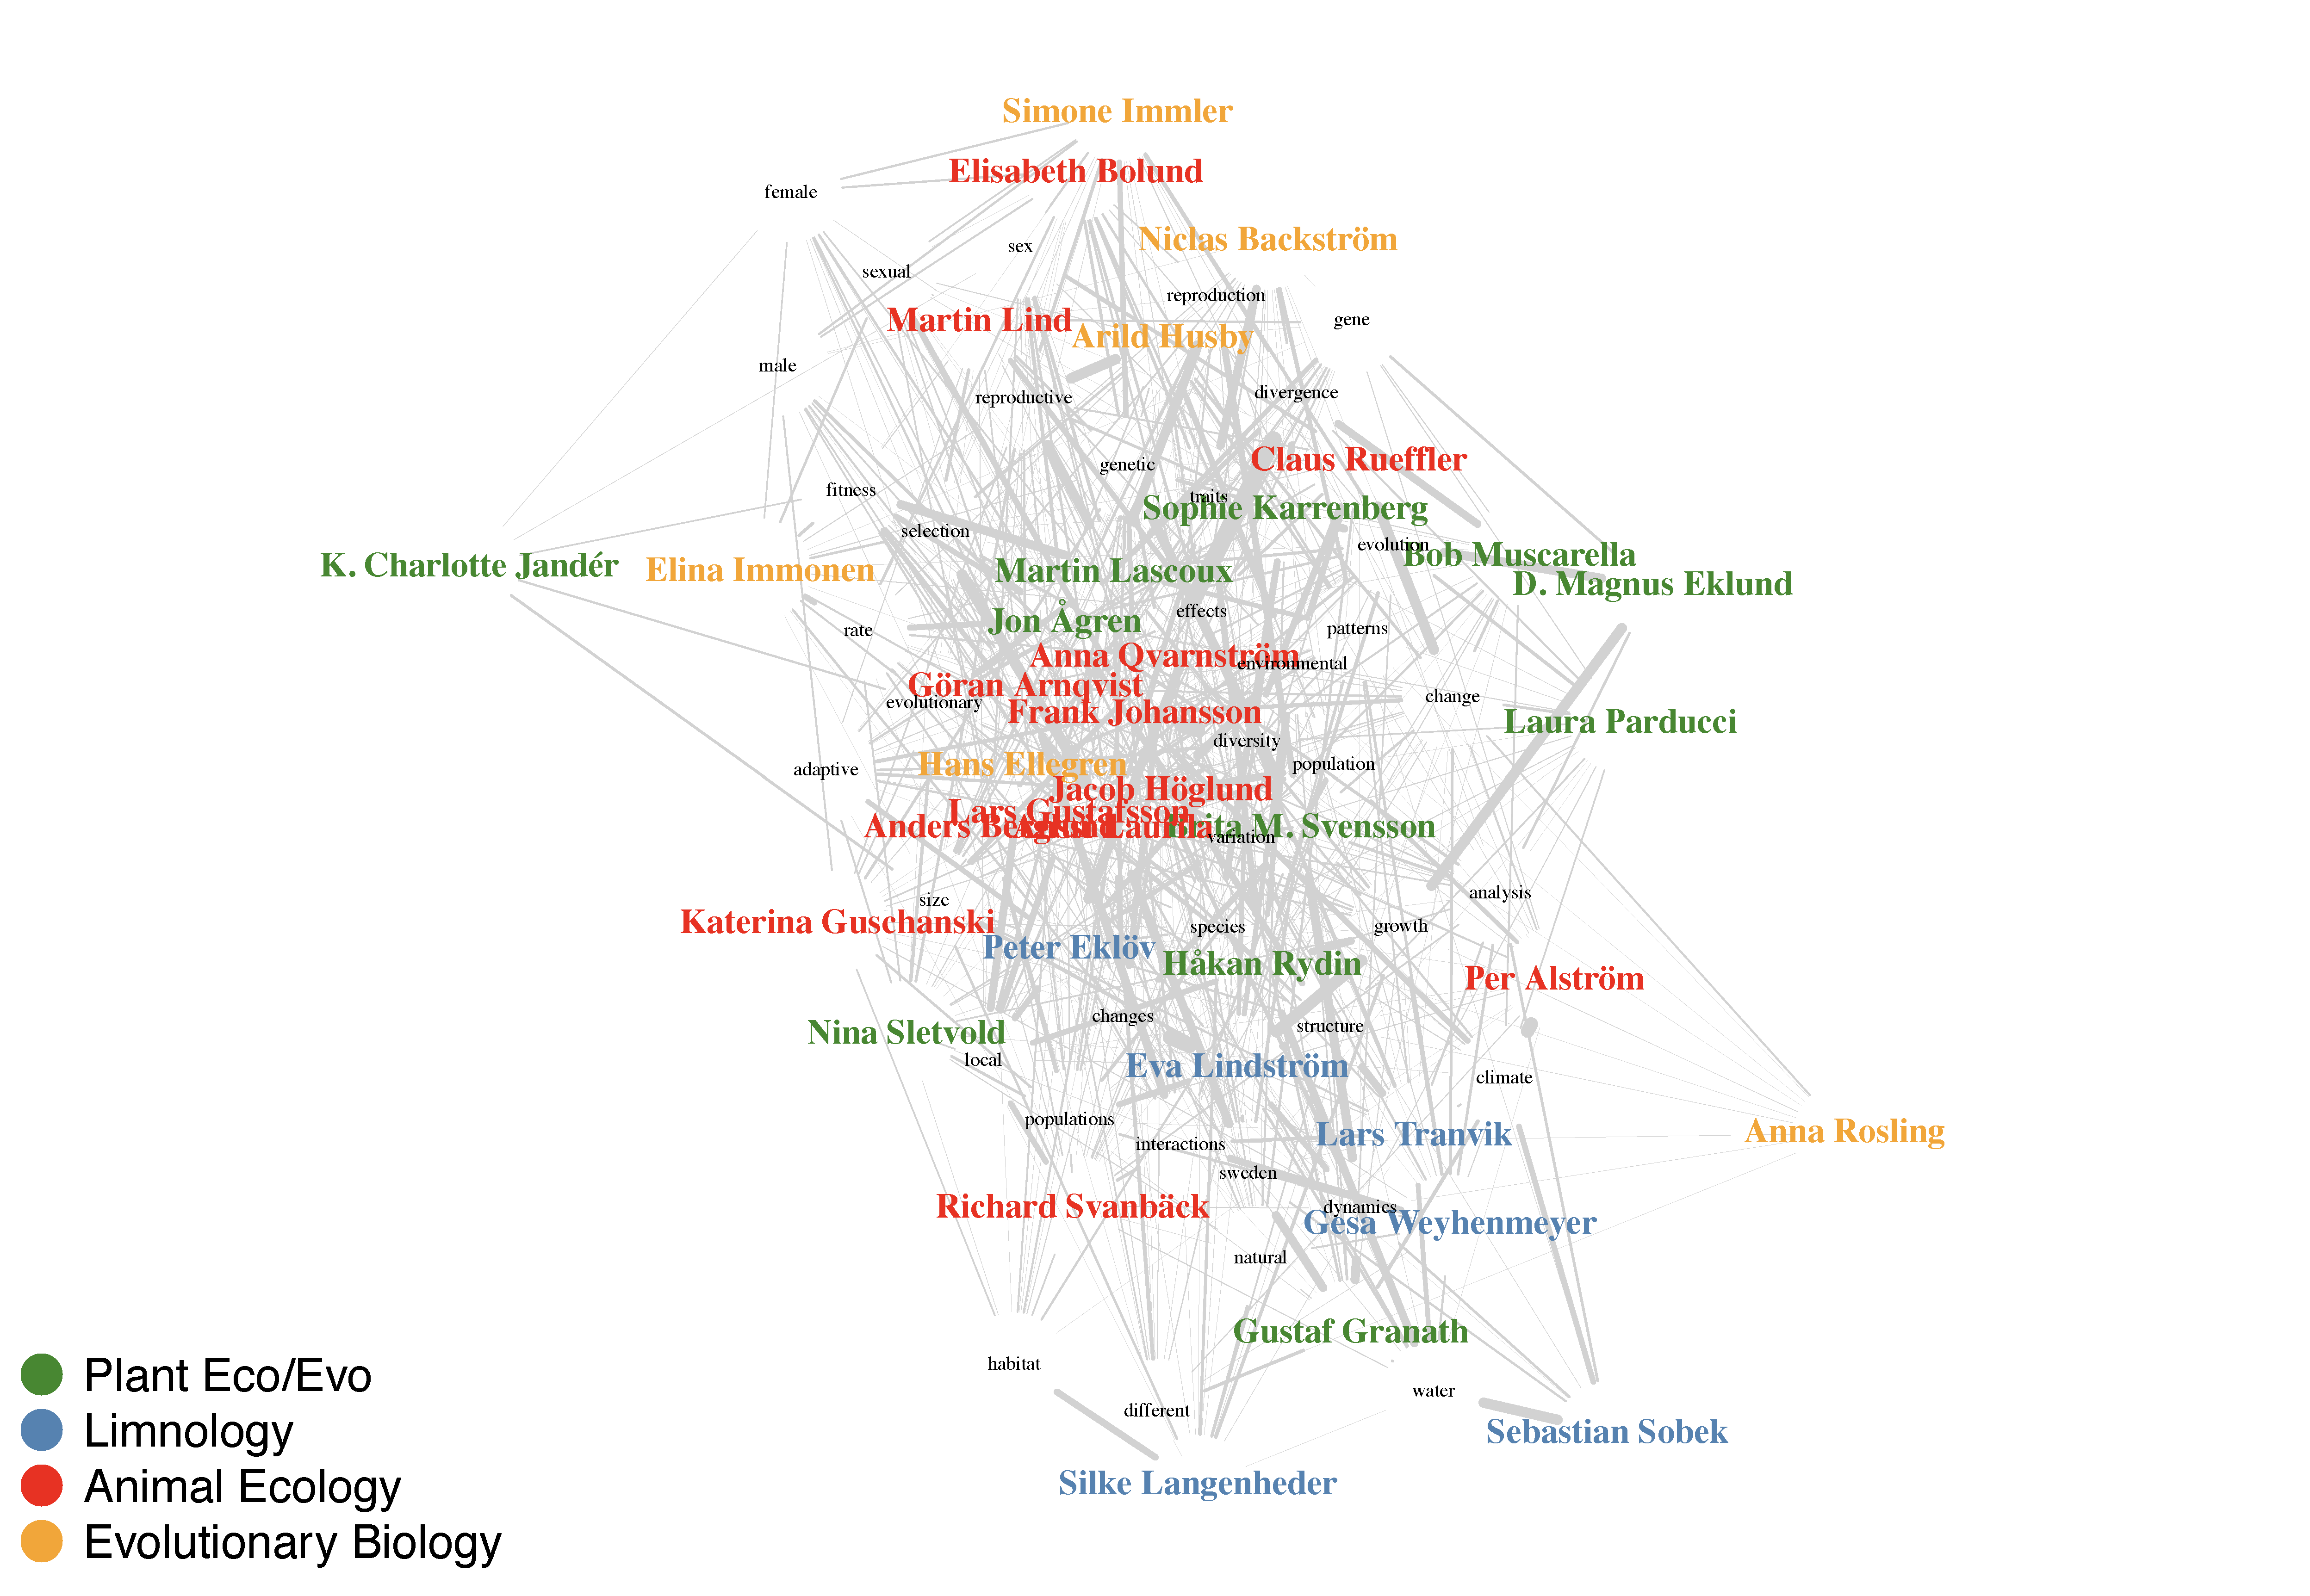 Simone Immler
Elisabeth Bolund
female
Niclas Backström
sex
sexual
reproduction
Martin Lind
gene
Arild Husby
male
divergence
reproductive
Claus Rueffler
genetic
fitness
traits
Sophie Karrenberg
selection
evolution
Bob Muscarella
K. Charlotte Jandér
Elina Immonen
Martin Lascoux
D. Magnus Eklund
effects
Jon Ågren
rate
patterns
Anna Qvarnström
environmental
Göran Arnqvist
change
evolutionary
Frank Johansson
Laura Parducci
diversity
Hans Ellegren
population
adaptive
Jacob Höglund
Lars Gustafsson
Anders Berglund
Laurila
Brita M. Svensson
variation
analysis
size
Katerina Guschanski
species
growth
Peter Eklöv
Håkan Rydin
Per Alström
changes
structure
Nina Sletvold
local
Eva Lindström
climate
populations
Lars Tranvik
Anna Rosling
interactions
sweden
Richard Svanbäck
dynamics
Gesa Weyhenmeyer
natural
Gustaf Granath
habitat
water
different
Sebastian Sobek
Silke Langenheder
Plant Eco/Evo
Limnology
Animal Ecology
Evolutionary Biology